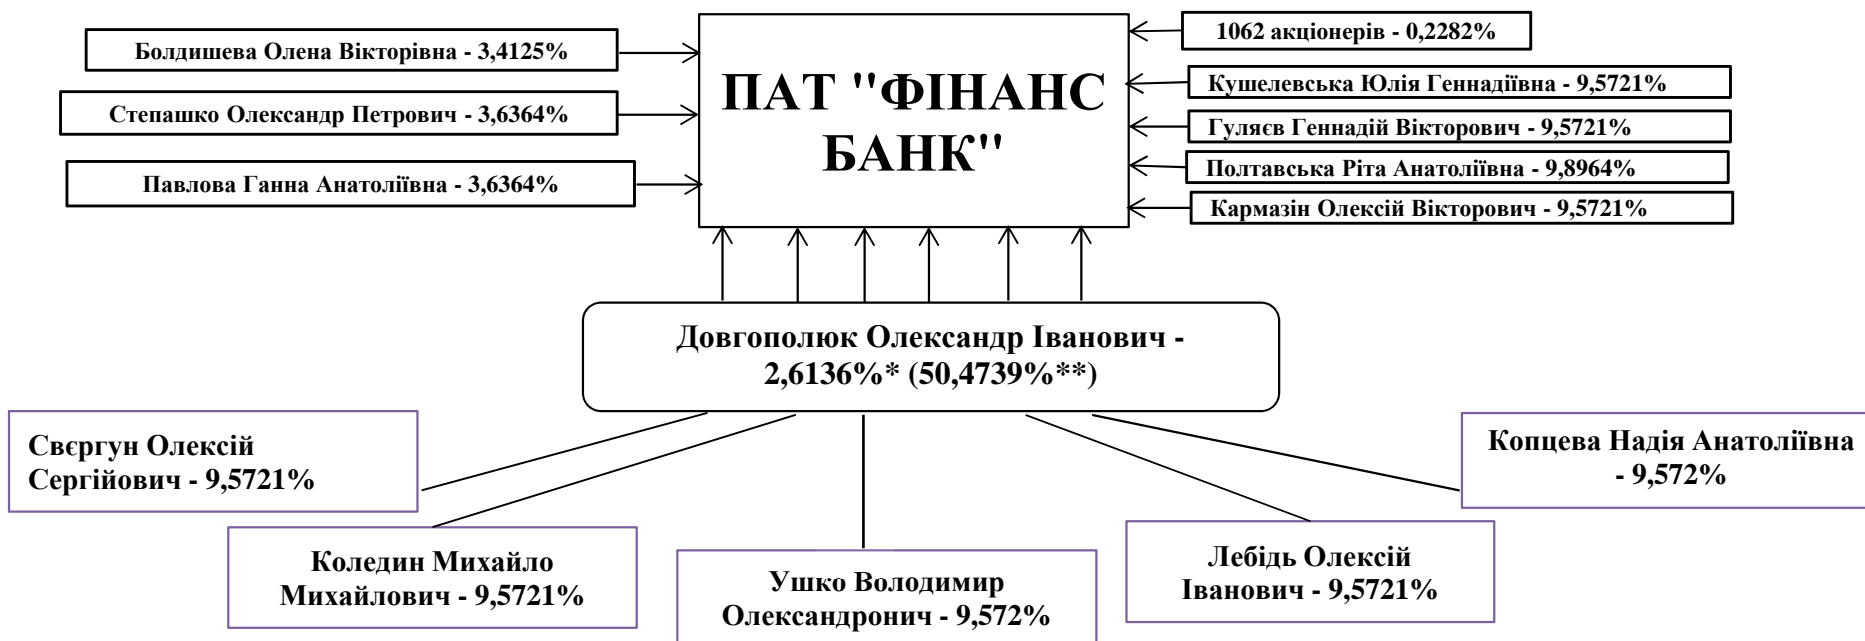 Болдишева Олена Вікторівна - 3,4125%
Степашко Олександр Петрович - 3,6364%
Павлова Ганна Анатоліївна - 3,6364%
ПАТ "ФІНАНС
БАНК"
1062 акціонерів - 0,2282%
Кушелевська Юлія Геннадіївна - 9,5721%
Гуляєв Геннадій Вікторович - 9,5721%
Полтавська Ріта Анатоліївна - 9,8964%
Кармазін Олексій Вікторович - 9,5721%
Довгополюк Олександр Іванович -
2,6136%* (50,4739%**)
Свєргун Олексій
Сергійович - 9,5721%
Коледин Михайло
Михайлович - 9,5721%
Ушко Володимир
Олександронич - 9,572%
Лебідь Олексій
Іванович - 9,5721%
Копцева Надія Анатоліївна
- 9,572%